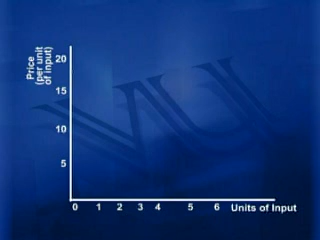 Price
(per unit
of input)
20
15
10
5
0 1 2 3 4 5 6 Units of Input
VU